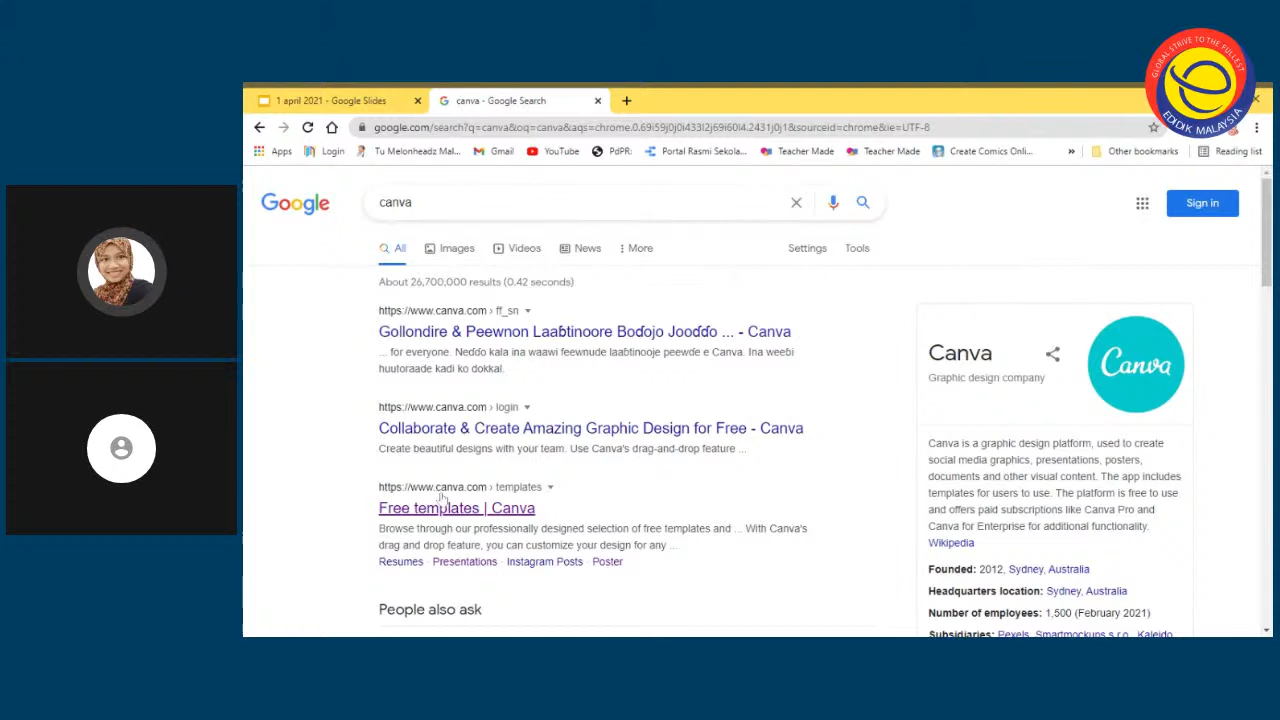 GLOBAL STRIVE TO THE FULLEST
EDIDIK MALAYSIA
1 april 2021 - Google Slides
canva - Google Search
google.com/search?q=canva&oq=canva&aqs=chrome.0.69i59j0j0i433l2j69i60l4.2431j0j1&sourceid=chrome&ie=UTF-8
Apps
Login
Tu Melonheadz Mal...
Gmail
YouTube
PdPR:
Portal Rasmi Sekola...
Teacher Made
Teacher Made
Create Comics Onli...
»
Other bookmarks
Reading list
Google
canva
Sign in
All
Images
Videos
News
More
Settings
Tools
About 26,700,000 results (0.42 seconds)
https://www.canva.com › ff_sn
Gollondire & Peewnon Laaɓtinoore Boɗojo Jooɗɗo ... - Canva
... for everyone. Neɗɗo kala ina waawi feewnude laaɓtinooje peewɗe e Canva. Ina weeɓi
huutoraade kadi ko dokkal.
https://www.canva.com › login
Collaborate & Create Amazing Graphic Design for Free - Canva
Create beautiful designs with your team. Use Canva's drag-and-drop feature ...
https://www.canva.com › templates
Free templates | Canva
Browse through our professionally designed selection of free templates and ... With Canva's
drag and drop feature, you can customize your design for any ...
Resumes · Presentations · Instagram Posts · Poster
People also ask
Canva
Graphic design company
Canva
Canva is a graphic design platform, used to create
social media graphics, presentations, posters,
documents and other visual content. The app includes
templates for users to use. The platform is free to use
and offers paid subscriptions like Canva Pro and
Canva for Enterprise for additional functionality.
Wikipedia
Founded: 2012, Sydney, Australia
Headquarters location: Sydney, Australia
Number of employees: 1,500 (February 2021)
Subsidiaries: Pexels, Smartmockups s.r.o., Kaleido